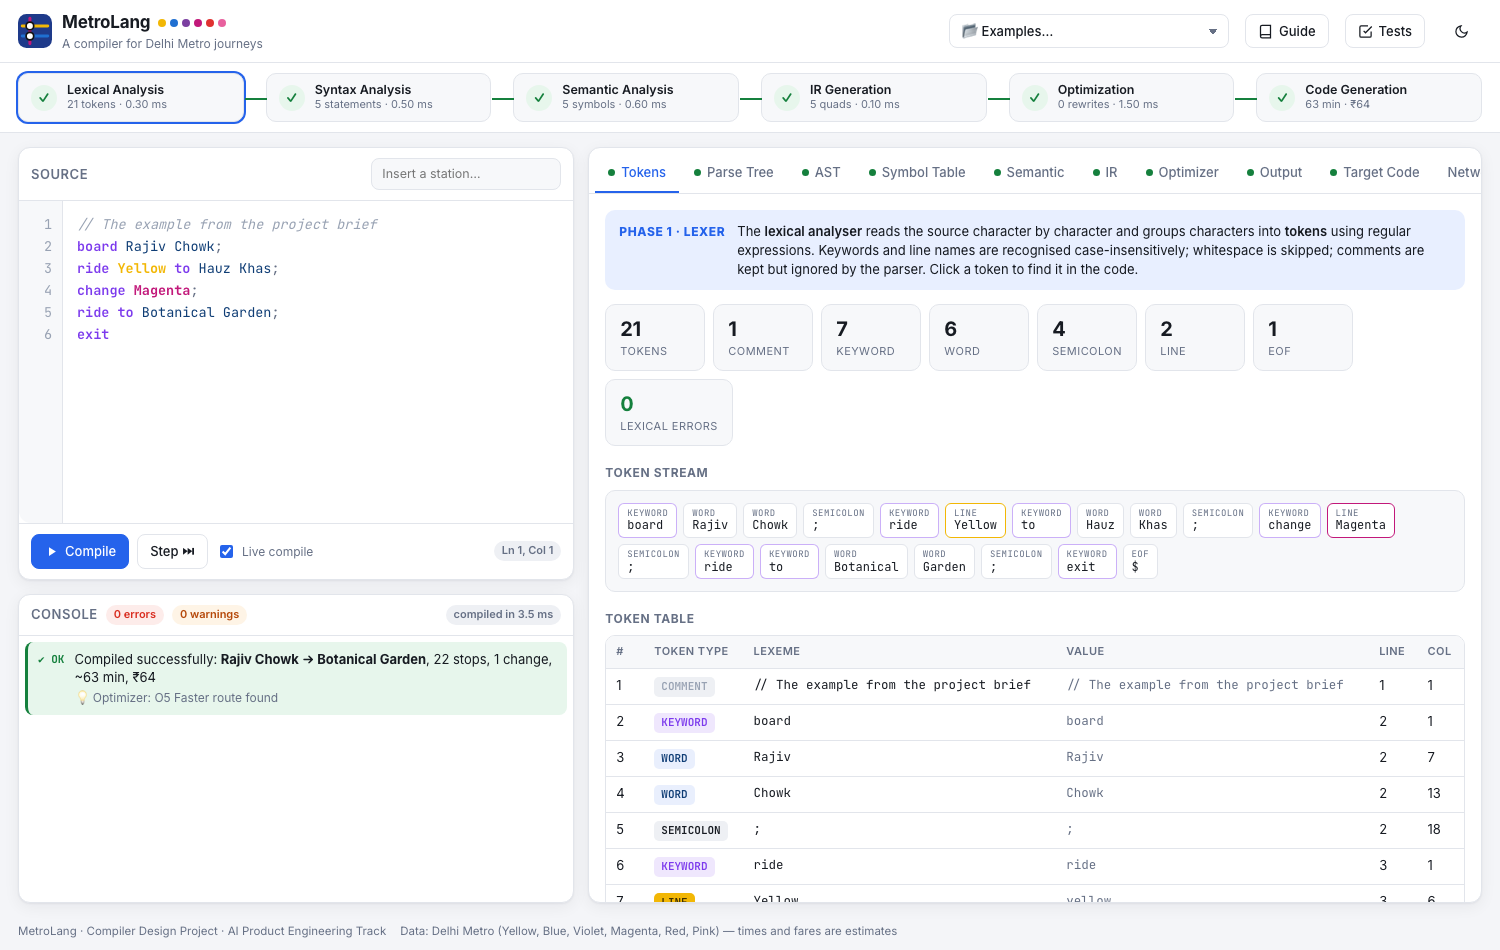 MetroLang
A compiler for Delhi Metro journeys
📂 Examples...
Guide
Tests
Lexical Analysis
21 tokens · 0.30 ms
Syntax Analysis
5 statements · 0.50 ms
Semantic Analysis
5 symbols · 0.60 ms
IR Generation
5 quads · 0.10 ms
Optimization
0 rewrites · 1.50 ms
Code Generation
63 min · ₹64
SOURCE
Insert a station...
1 // The example from the project brief
2 board Rajiv Chowk;
3 ride Yellow to Hauz Khas;
4 change Magenta;
5 ride to Botanical Garden;
6 exit
Compile
Step ⏭
Live compile
Ln 1, Col 1
CONSOLE
0 errors
0 warnings
compiled in 3.5 ms
✓ OK Compiled successfully: Rajiv Chowk → Botanical Garden, 22 stops, 1 change,
~63 min, ₹64
💡 Optimizer: O5 Faster route found
Tokens
Parse Tree
AST
Symbol Table
Semantic
IR
Optimizer
Output
Target Code
Netw
PHASE 1 · LEXER The lexical analyser reads the source character by character and groups characters into tokens using regular
expressions. Keywords and line names are recognised case-insensitively; whitespace is skipped; comments are
kept but ignored by the parser. Click a token to find it in the code.
21 TOKENS
1 COMMENT
7 KEYWORD
6 WORD
4 SEMICOLON
2 LINE
1 EOF
0 LEXICAL ERRORS
TOKEN STREAM
KEYWORD WORD WORD SEMICOLON KEYWORD LINE KEYWORD WORD WORD SEMICOLON KEYWORD LINE
board Rajiv Chowk ; ride Yellow to Hauz Khas ; change Magenta
SEMICOLON KEYWORD KEYWORD WORD WORD SEMICOLON KEYWORD EOF
; ride to Botanical Garden ; exit $
TOKEN TABLE
# TOKEN TYPE LEXEME VALUE LINE COL
1 COMMENT // The example from the project brief // The example from the project brief 1 1
2 KEYWORD board board 2 1
3 WORD Rajiv Rajiv 2 7
4 WORD Chowk Chowk 2 13
5 SEMICOLON ; ; 2 18
6 KEYWORD ride ride 3 1
7 LINE Yellow yellow 3 6
MetroLang · Compiler Design Project · AI Product Engineering Track Data: Delhi Metro (Yellow, Blue, Violet, Magenta, Red, Pink) — times and fares are estimates